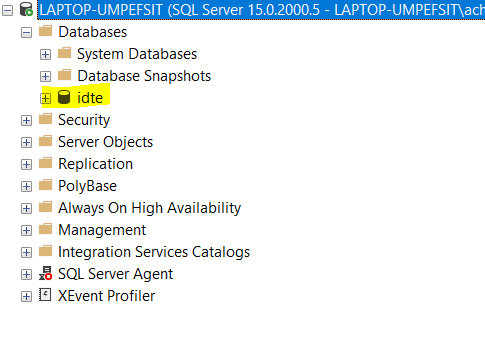 LAPTOP-UMPEFSIT (SQL Server 15.0.2000.5 - LAPTOP-UMPEFSIT\ach
Databases
System Databases
Database Snapshots
idte
Security
Server Objects
Replication
PolyBase
Always On High Availability
Management
Integration Services Catalogs
SQL Server Agent
XEvent Profiler